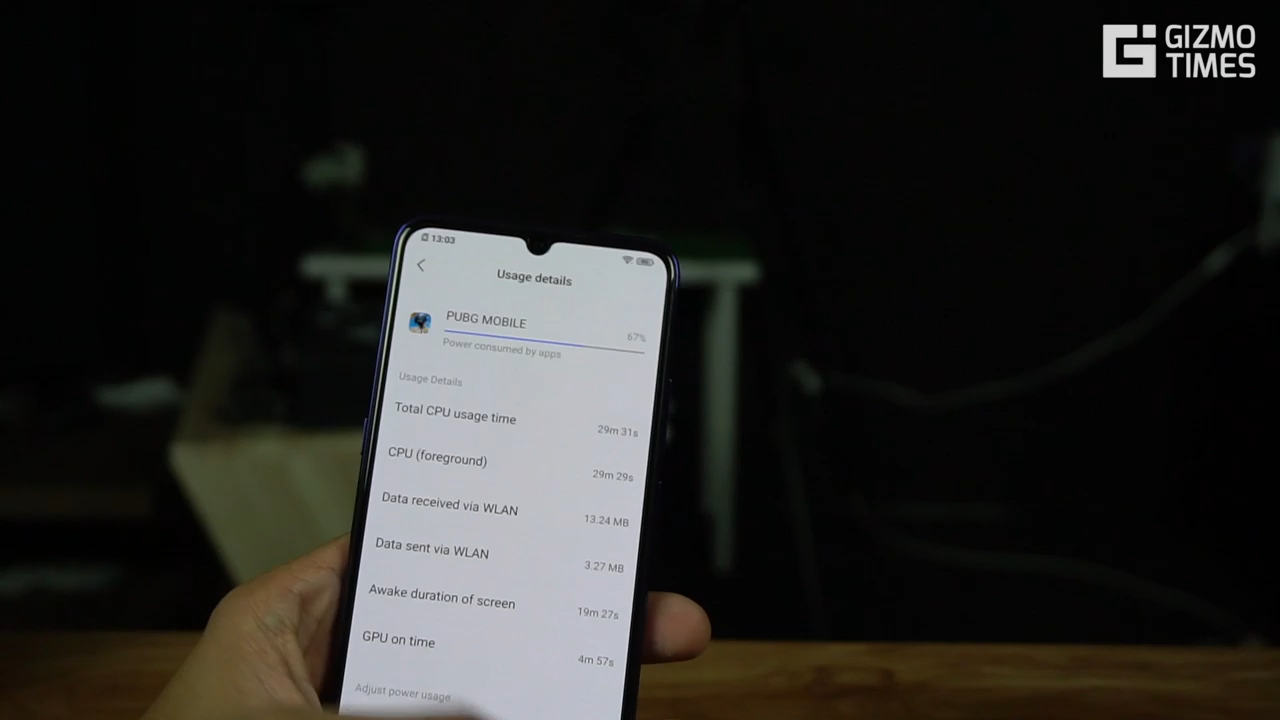 GIZMO
TIMES
13:03
Usage details
PUBG MOBILE
67%
Power consumed by apps
Usage Details
Total CPU usage time
29m 31s
CPU (foreground)
29m 29s
Data received via WLAN
13.24 MB
Data sent via WLAN
3.27 MB
Awake duration of screen
19m 27s
GPU on time
4m 57s
Adjust power usage